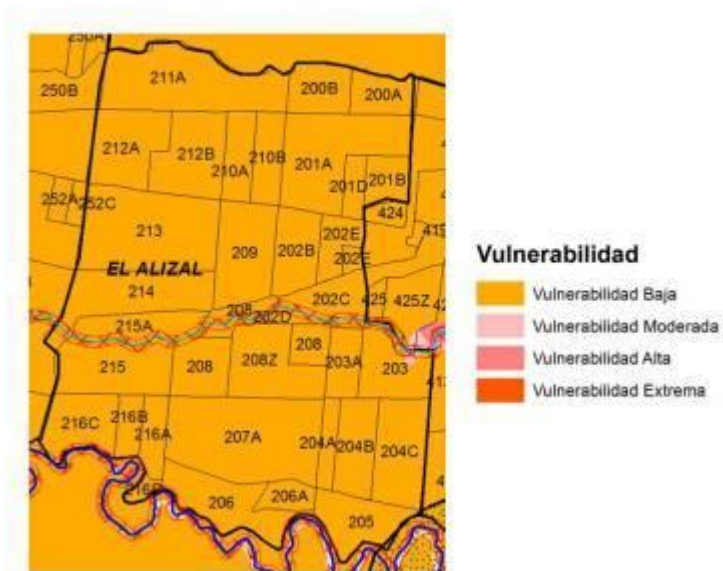 250A
211A
250B
200B
200A
212A
212B
210B
210A
201A
201D
201B
252A
252C
424
213
202E
209
202B
202E
EL ALIZAL
214
208
202C
425
425Z
215A
202D
215
208
208Z
208
203A
203
216C
216B
216A
207A
204A
204B
204C
206
206A
205
Vulnerabilidad
Vulnerabilidad Baja
Vulnerabilidad Moderada
Vulnerabilidad Alta
Vulnerabilidad Extrema